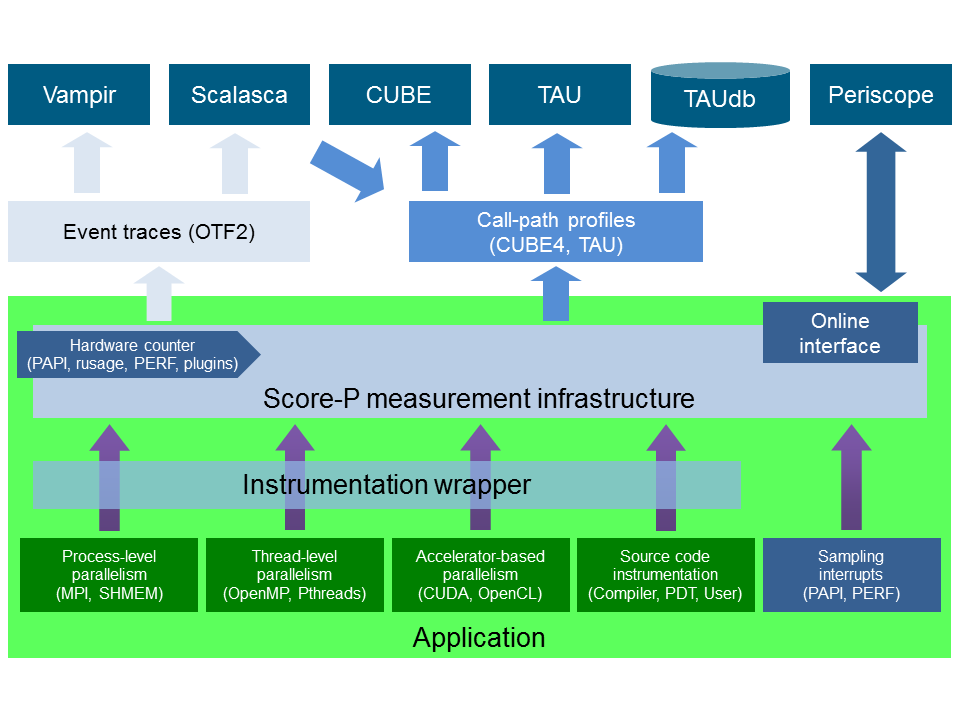 Vampir
Scalasca
CUBE
TAU
TAUdb
Periscope
Event traces (OTF2)
Call-path profiles
(CUBE4, TAU)
Online
interface
Hardware counter
(PAPI, rusage, PERF, plugins)
Score-P measurement infrastructure
Instrumentation wrapper
Process-level
parallelism
(MPI, SHMEM)
Thread-level
parallelism
(OpenMP, Pthreads)
Accelerator-based
parallelism
(CUDA, OpenCL)
Source code
instrumentation
(Compiler, PDT, User)
Sampling
interrupts
(PAPI, PERF)
Application